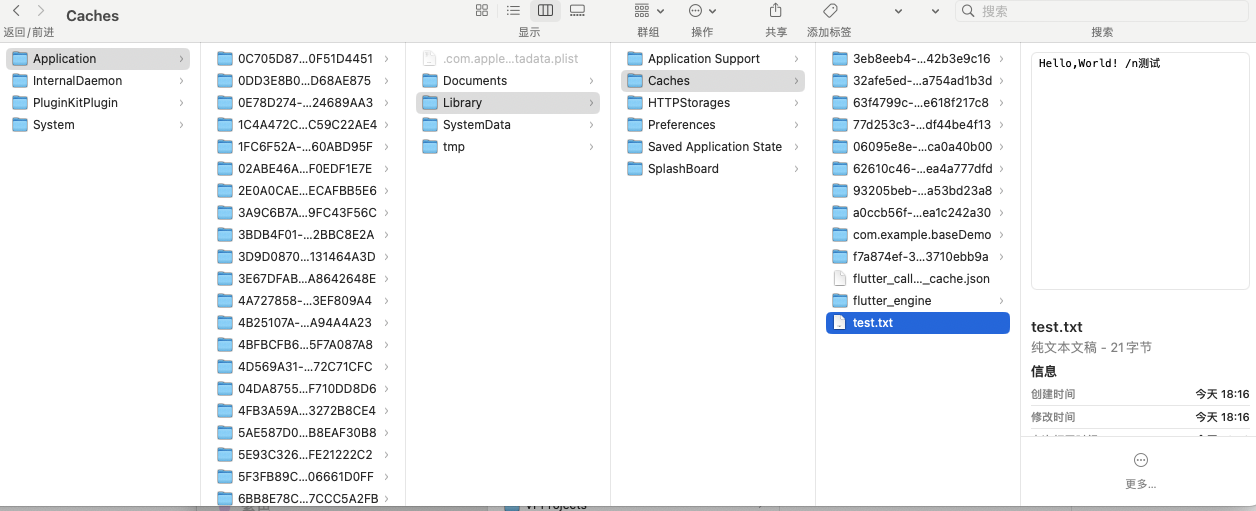 Caches
返回/前进
显示
群组
操作
共享
添加标签
搜索
搜索
Application
InternalDaemon
PluginKitPlugin
System
0C705D87...0F51D4451
0DD3E8B0...D68AE875
0E78D274-...24689AA3
1C4A472C...C59C22AE4
1FC6F52A-...60ABD95F
02ABE46A...F0EDF1E7E
2E0A0CAE...ECAFBB5E6
3A9C6B7A...9FC43F56C
3BDB4F01-...2BBC8E2A
3D9D0870...131464A3D
3E67DFAB...A8642648E
4A727858-...3EF809A4
4B25107A-...A94A4A23
4BFBCFB6...5F7A087A8
4D569A31-...72C71CFC
04DA8755...F710DD8D6
4FB3A59A...3272B8CE4
5AE587D0...B8EAF30B8
5E93C326...FE21222C2
5F3FB89C...06661D0FF
6BB8E78C...7CCC5A2FB
.com.apple...tadata.plist
Documents
Library
SystemData
tmp
Application Support
Caches
HTTPStorages
Preferences
Saved Application State
SplashBoard
3eb8eeb4-...42b3e9c16
32afe5ed-...a754ad1b3d
63f4799c-...e618f217c8
77d253c3-...df44be4f13
06095e8e-...ca0a40b00
62610c46-...ea4a777dfd
93205beb-...a53bd23a8
a0ccb56f-...ea1c242a30
com.example.baseDemo
f7a874ef-3...3710ebb9a
flutter_call..._cache.json
flutter_engine
test.txt
Hello,World! /n测试
test.txt
纯文本文稿 - 21字节
信息
创建时间 今天 18:16
修改时间 今天 18:16
更多...